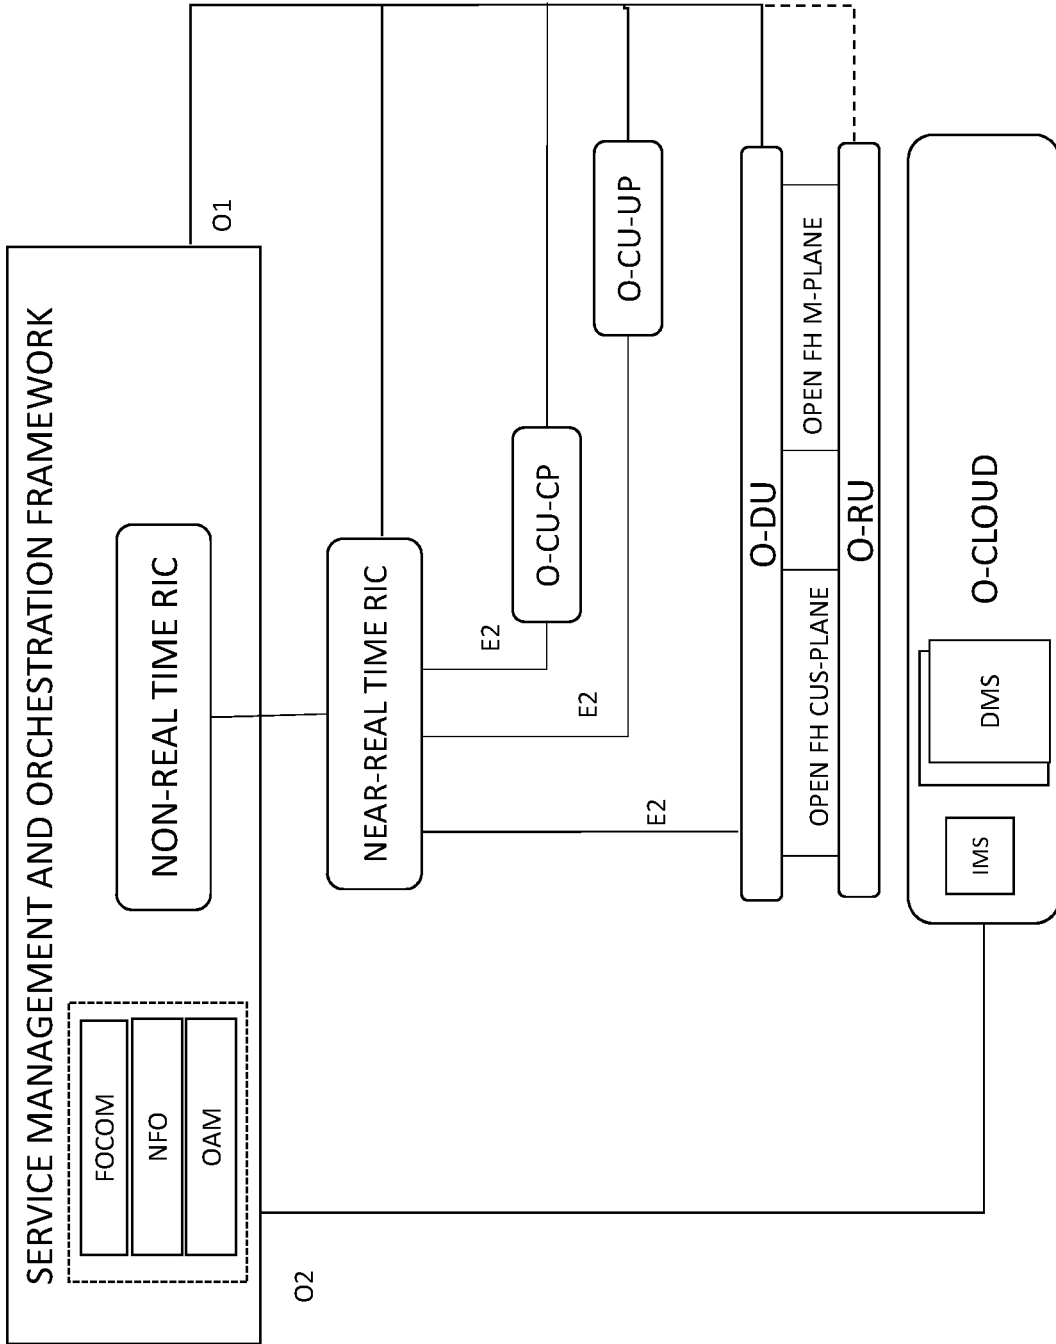 SERVICE MANAGEMENT AND ORCHESTRATION FRAMEWORK
FOCOM
NFO
OAM
NON-REAL TIME RIC
O2
O1
NEAR-REAL TIME RIC
E2
O-CU-CP
E2
O-CU-UP
E2
O-DU
OPEN FH CUS-PLANE
OPEN FH M-PLANE
O-RU
IMS
DMS
O-CLOUD